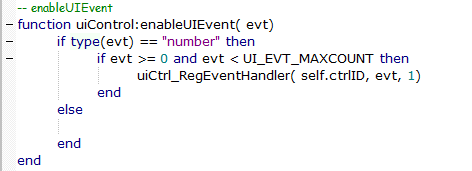 -- enableUIEvent
function uiControl:enableUIEvent( evt)
if type(evt) == "number" then
if evt >= 0 and evt < UI_EVT_MAXCOUNT then
uiCtrl_RegEventHandler( self.ctrlID, evt, 1)
end
else
end
end